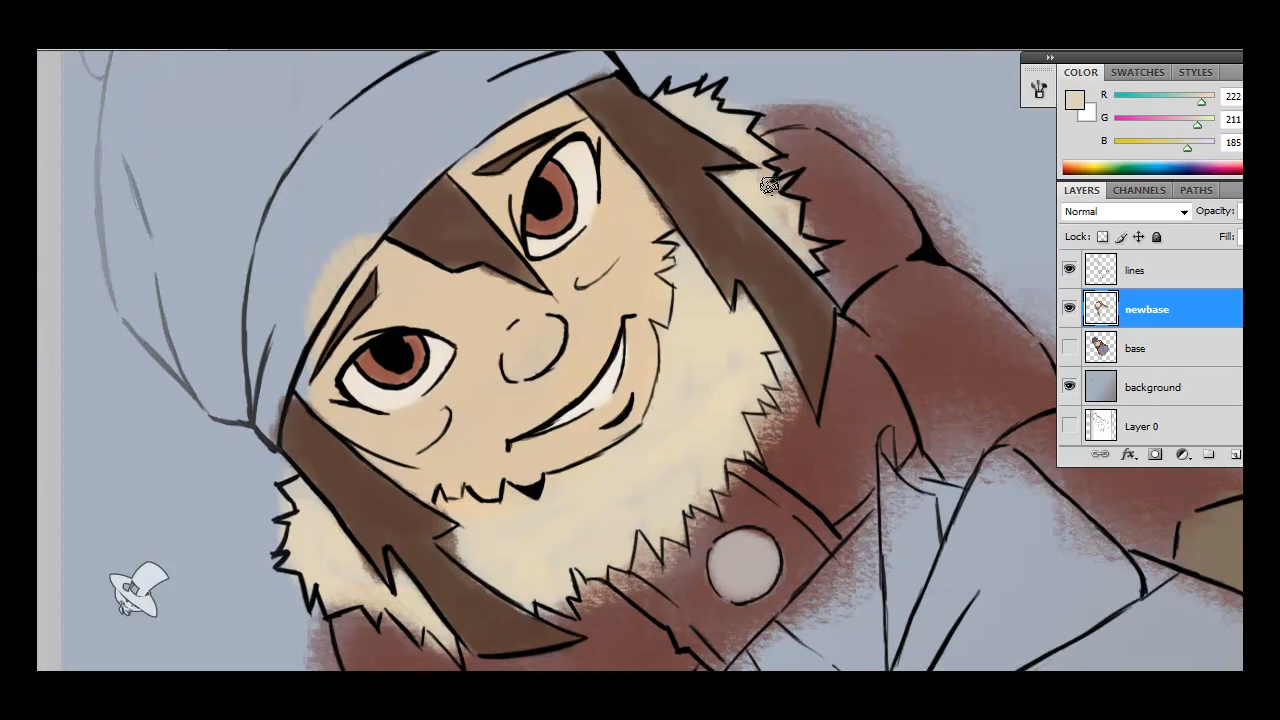 COLOR SWATCHES STYLES
R 222
G 211
B 185
LAYERS CHANNELS PATHS
Normal Opacity:
Lock: Fill:
lines
newbase
base
background
Layer 0
fx